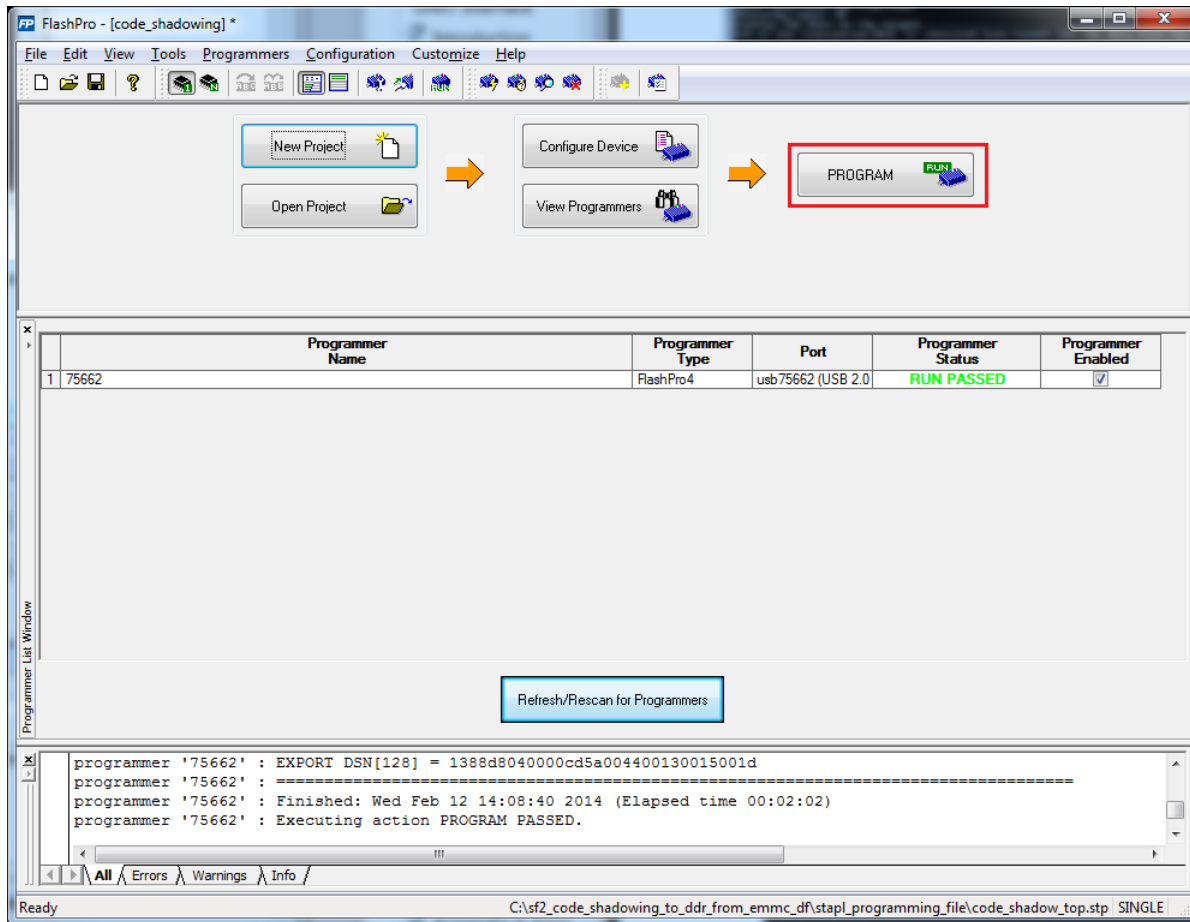 FlashPro - [code_shadowing] *
File Edit View Tools Programmers Configuration Customize Help
New Project
Configure Device
PROGRAM
RUN
Open Project
View Programmers
Programmer Name
Programmer Type
Port
Programmer Status
Programmer Enabled
1 75662 FlashPro4 usb75662 (USB 2.0 RUN PASSED
Programmer List Window
Refresh/Rescan for Programmers
programmer '75662' : EXPORT DSN[128] = 1388d8040000cd5a004400130015001d
programmer '75662' : =====================================================================================
programmer '75662' : Finished: Wed Feb 12 14:08:40 2014 (Elapsed time 00:02:02)
programmer '75662' : Executing action PROGRAM PASSED.
All Errors Warnings Info
Ready
C:\sf2_code_shadowing_to_ddr_from_emmc_df\stapl_programming_file\code_shadow_top.stp SINGLE